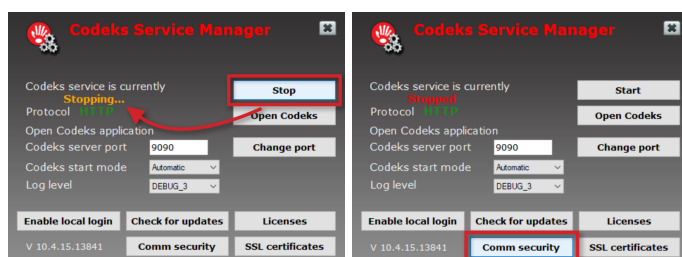 Codeks Service Manager
Codeks service is currently
Stopping...
Stop
Protocol HTTP
Open Codeks
Open Codeks application
Codeks server port 9090
Change port
Codeks start mode Automatic
Log level DEBUG_3
Enable local login Check for updates Licenses
V 10.4.15.13841 Comm security SSL certificates
Codeks Service Manager
Codeks service is currently
Stopped
Start
Protocol HTTP
Open Codeks
Open Codeks application
Codeks server port 9090
Change port
Codeks start mode Automatic
Log level DEBUG_3
Enable local login Check for updates Licenses
V 10.4.15.13841 Comm security SSL certificates